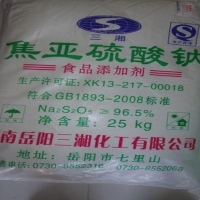 三湘
焦亚硫酸钠
食品添加剂
生产许可证: XK13-217-00018
符合GB1893-2008标准
Na₂S₂O₅ ≥ 96.5%
净含量: 25 kg
南岳阳三湘化工有限公司
地址: 岳阳市七里山